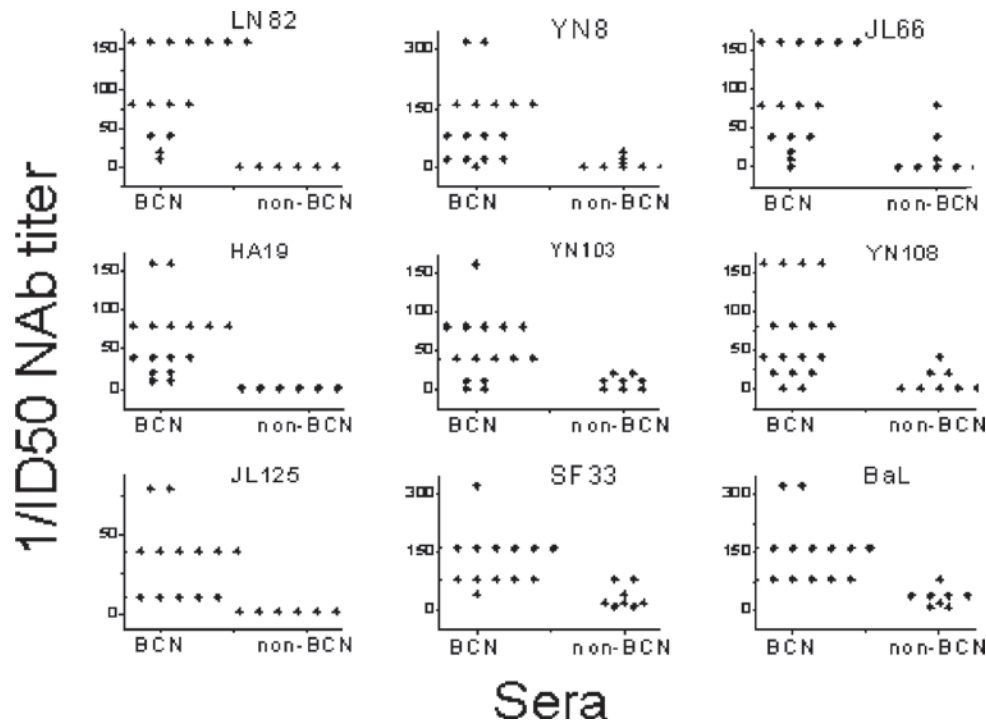 1/ID50 NAb titer
LN82
150
100
50
0
BCN non-BCN
YN8
300
150
0
BCN non-BCN
JL66
150
100
50
0
BCN non-BCN
HA19
150
100
50
0
BCN non-BCN
YN103
150
100
50
0
BCN non-BCN
YN108
150
100
50
0
BCN non-BCN
JL125
50
0
BCN non-BCN
SF33
300
150
0
BCN non-BCN
BaL
300
150
0
BCN non-BCN
Sera